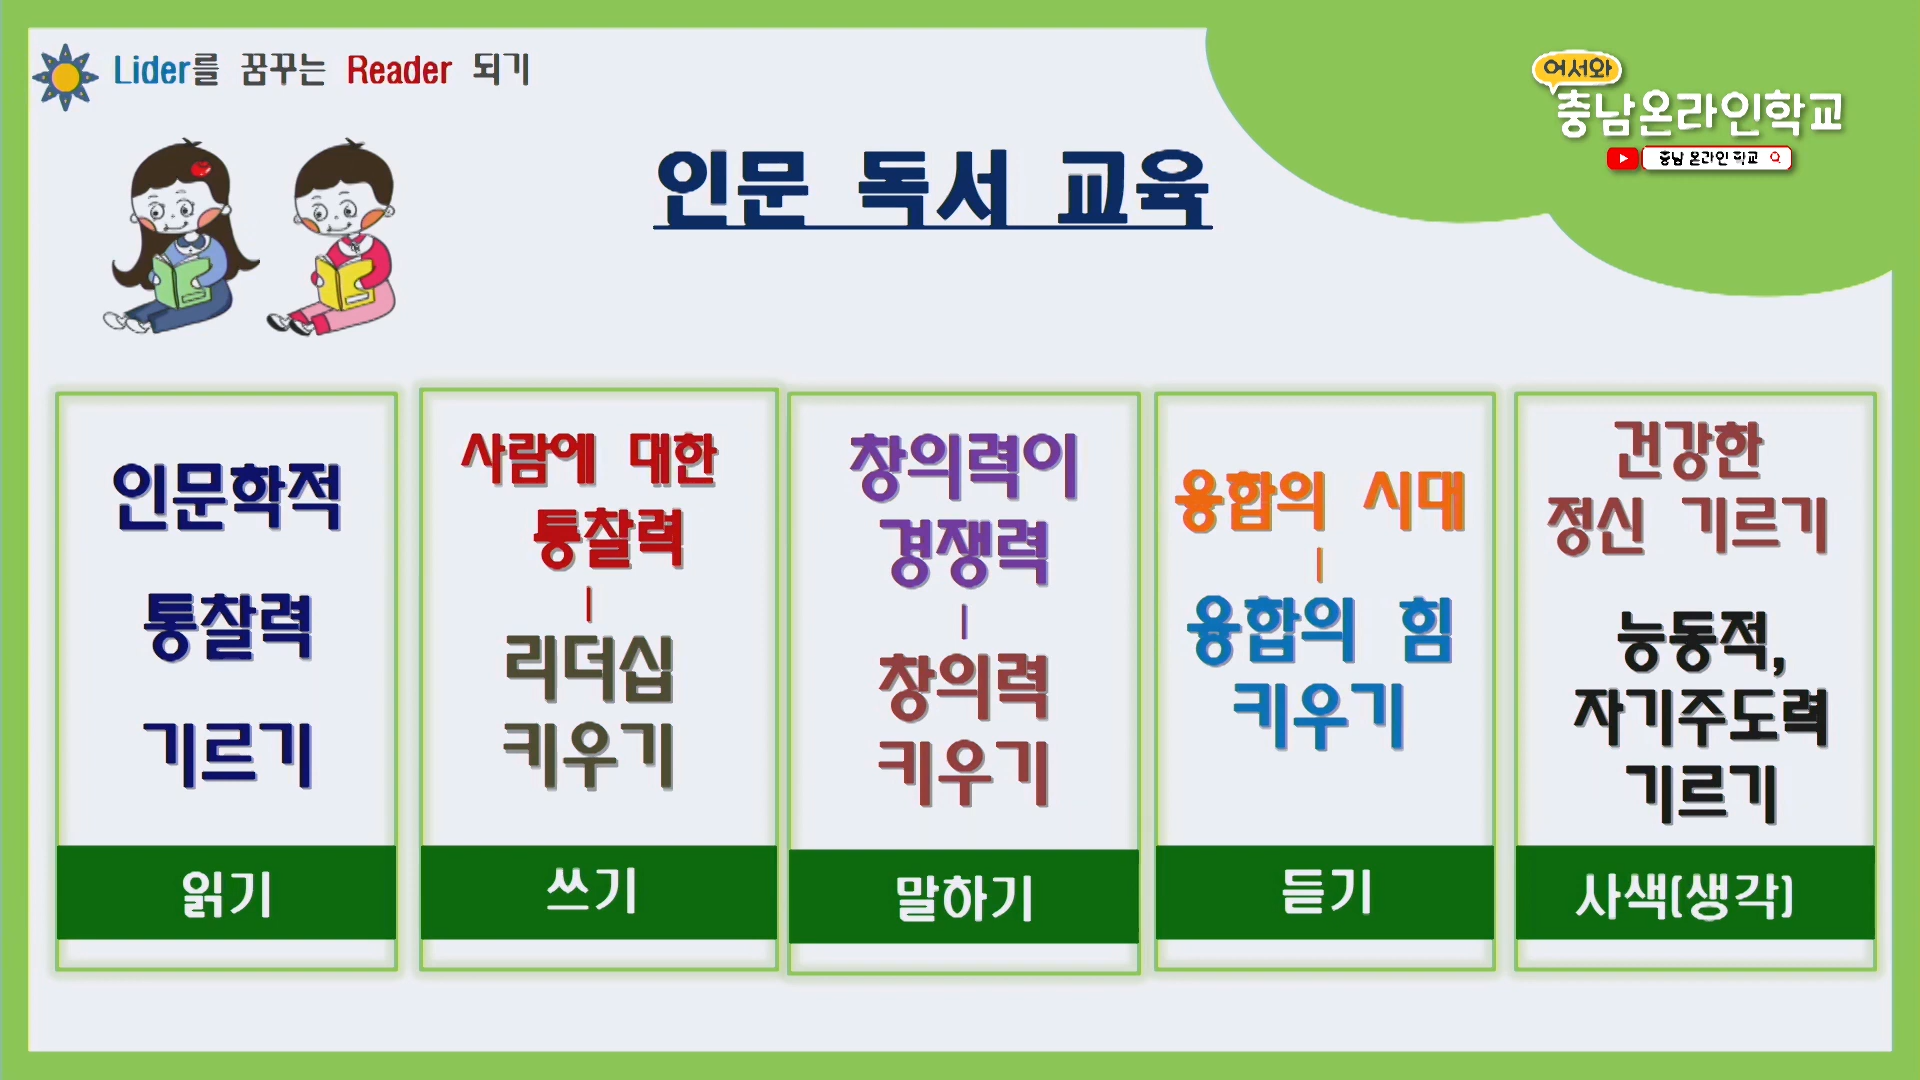 Lider를 꿈꾸는 Reader 되기
어서와
충남온라인학교
충남 온라인 학교
인문 독서 교육
인문학적
통찰력
기르기
읽기
사람에 대한
통찰력
리더십
키우기
쓰기
창의력이
경쟁력
창의력
키우기
말하기
융합의 시대
융합의 힘
키우기
듣기
건강한
정신 기르기
능동적,
자기주도력
기르기
사색(생각)